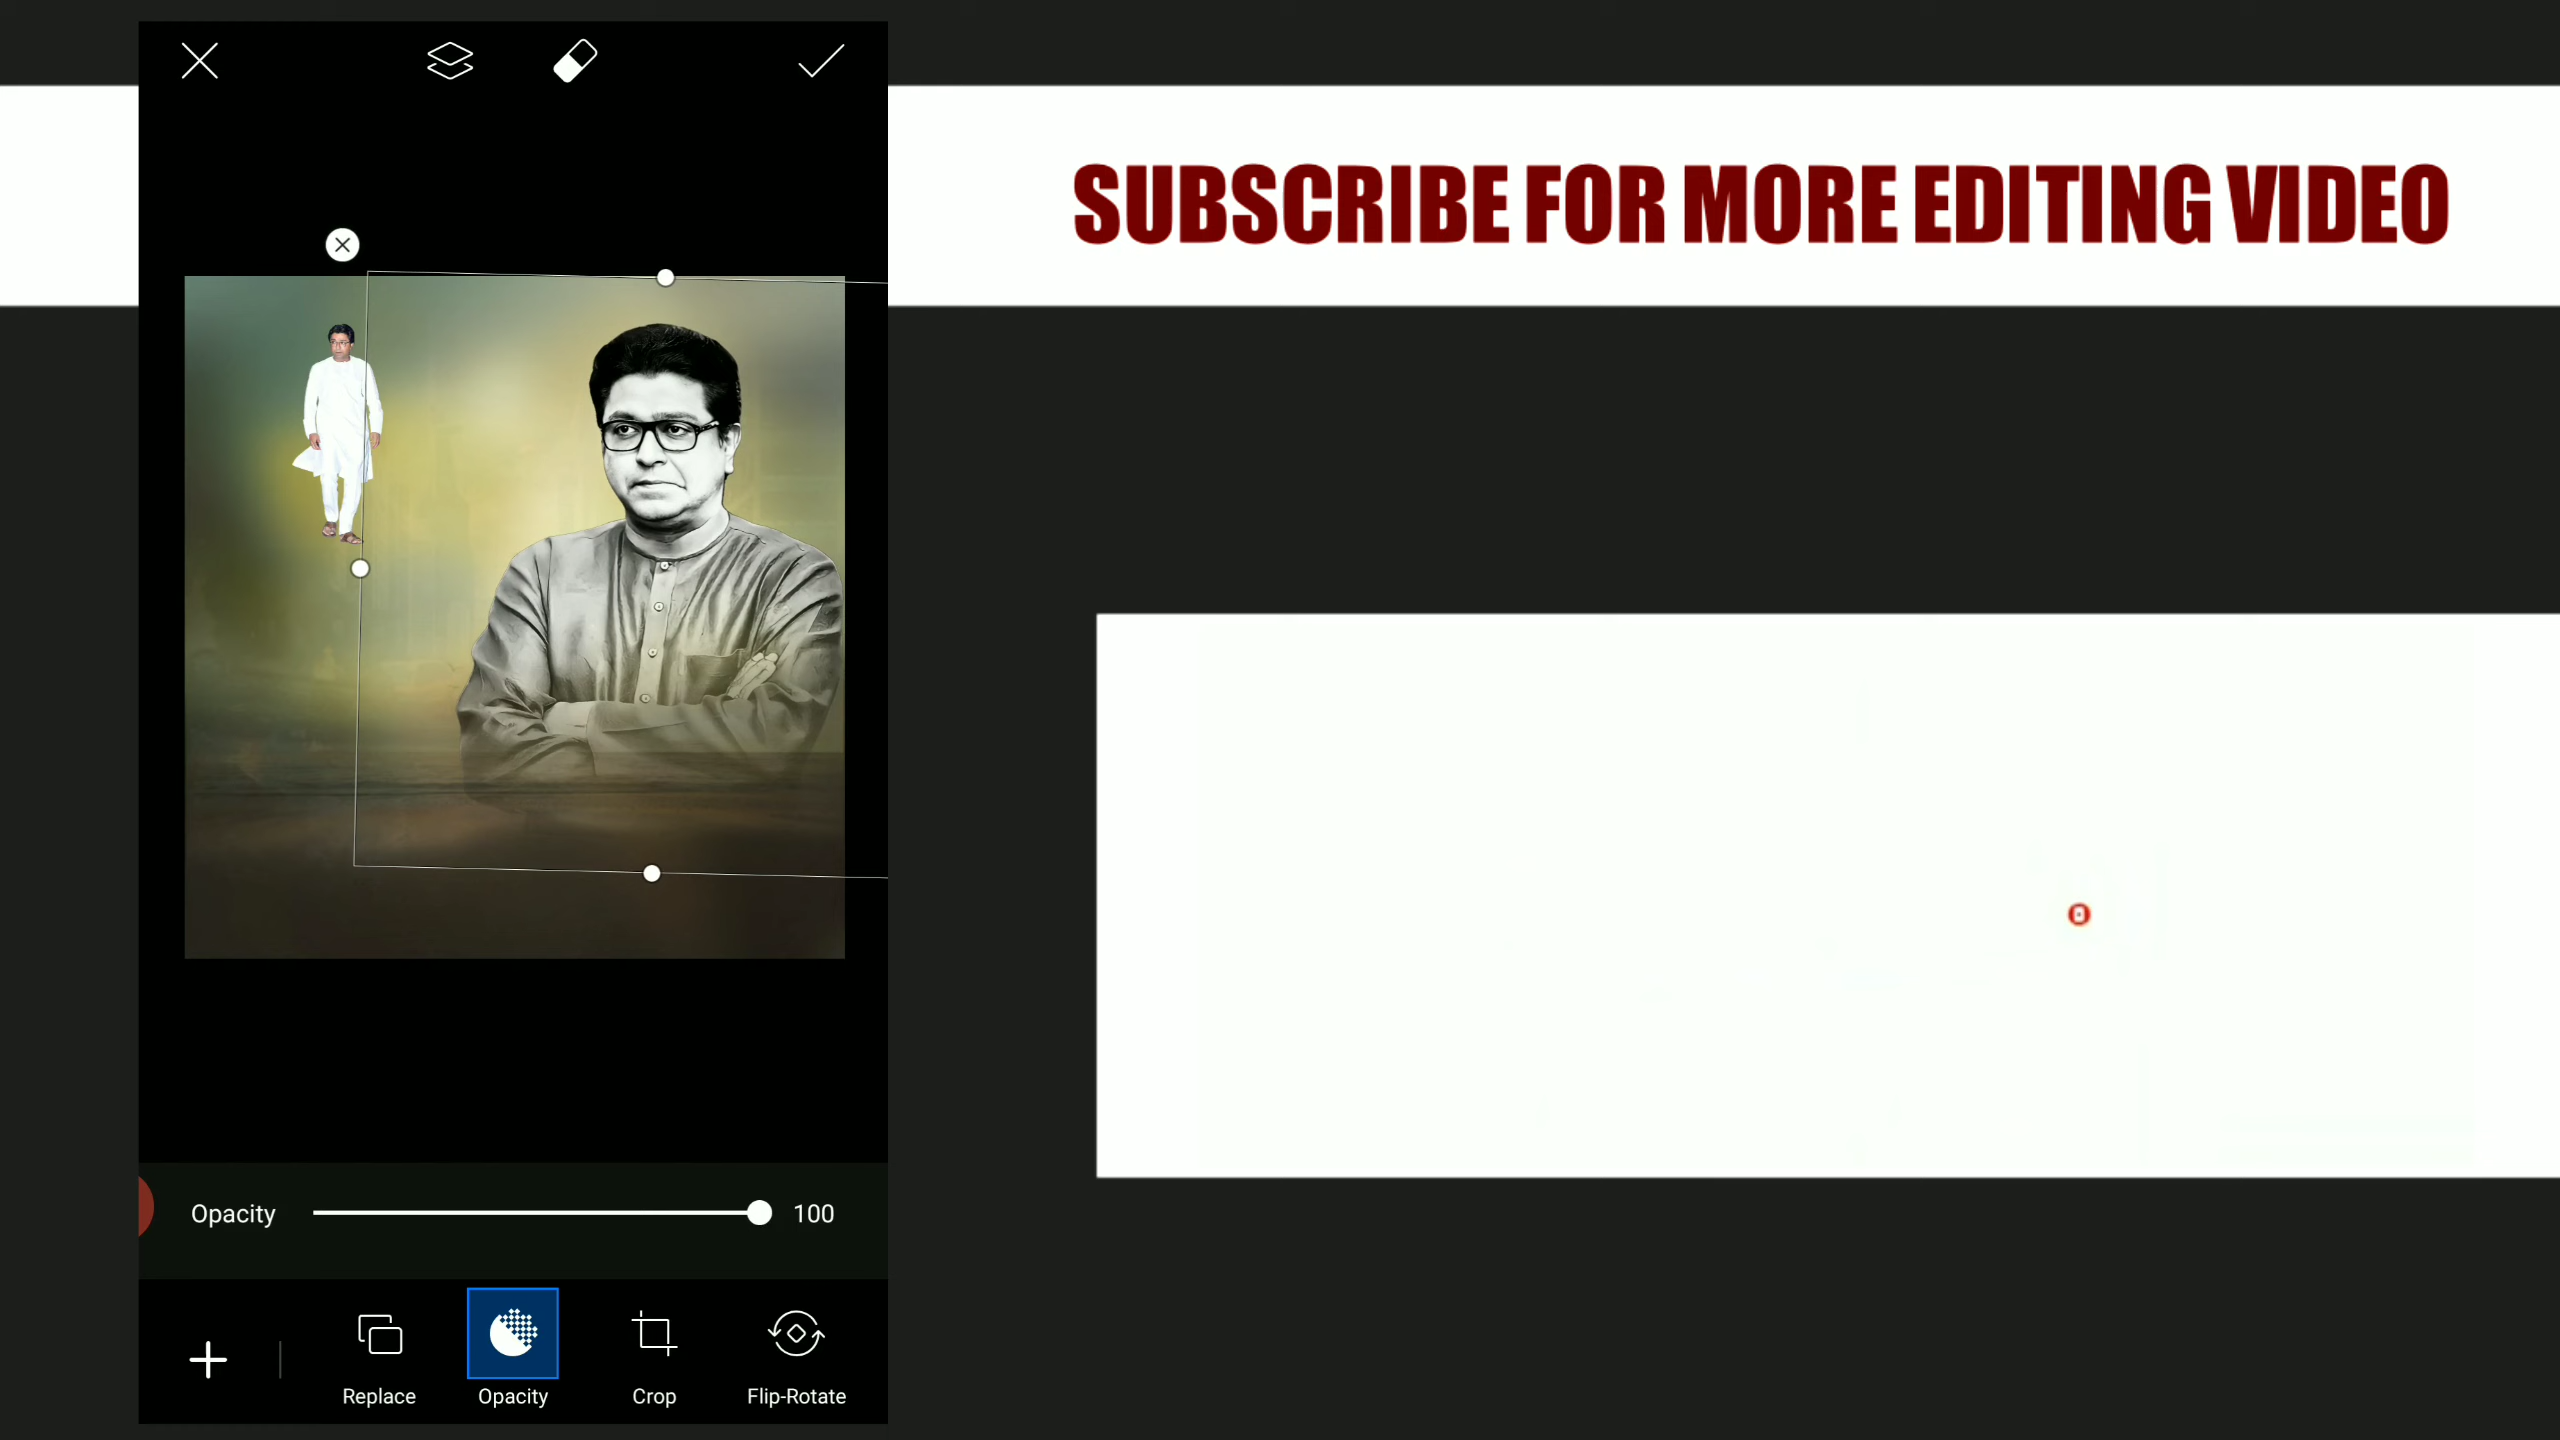 SUBSCRIBE FOR MORE EDITING VIDEO
Opacity 100
Replace Opacity Crop Flip-Rotate